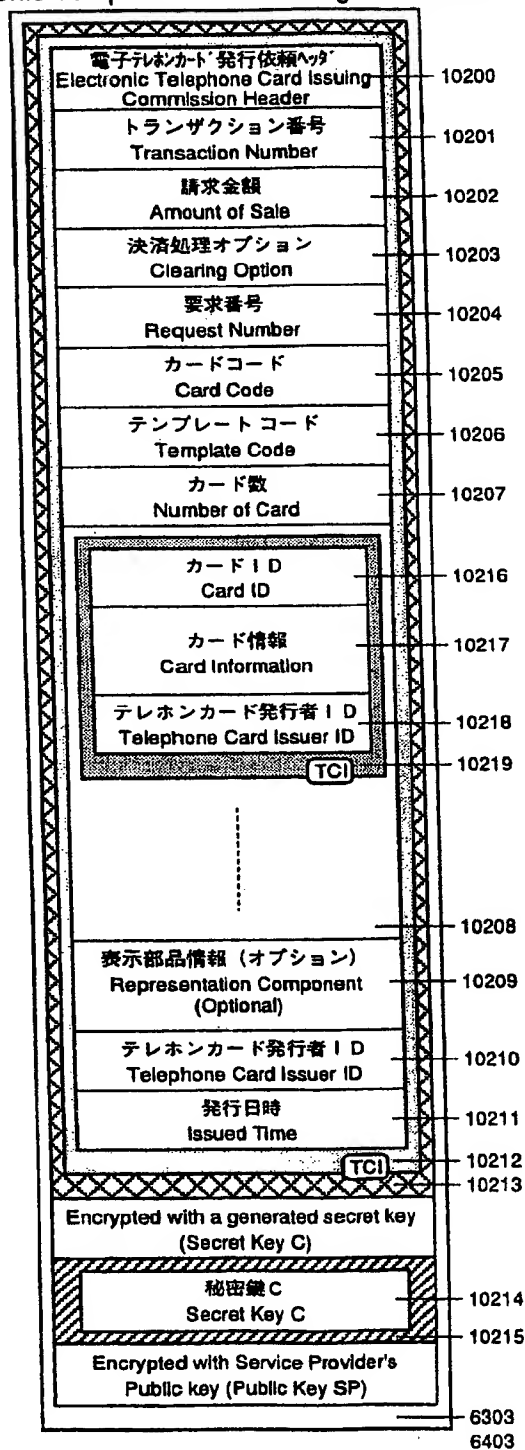 電子テレホンカード発行依頼ヘッダ
Electronic Telephone Card Issuing
Commission Header
10200
トランザクション番号
Transaction Number
10201
請求金額
Amount of Sale
10202
決済処理オプション
Clearing Option
10203
要求番号
Request Number
10204
カードコード
Card Code
10205
テンプレート コード
Template Code
10206
カード数
Number of Card
10207
カード I D
Card ID
10216
カード情報
Card Information
10217
テレホンカード発行者 I D
Telephone Card Issuer ID
10218
TCI
10219
10208
表示部品情報 (オプション)
Representation Component
(Optional)
10209
テレホンカード発行者 I D
Telephone Card Issuer ID
10210
発行日時
Issued Time
10211
TCI
10212
10213
Encrypted with a generated secret key
(Secret Key C)
秘密鍵C
Secret Key C
10214
10215
Encrypted with Service Provider's
Public key (Public Key SP)
6303
6403